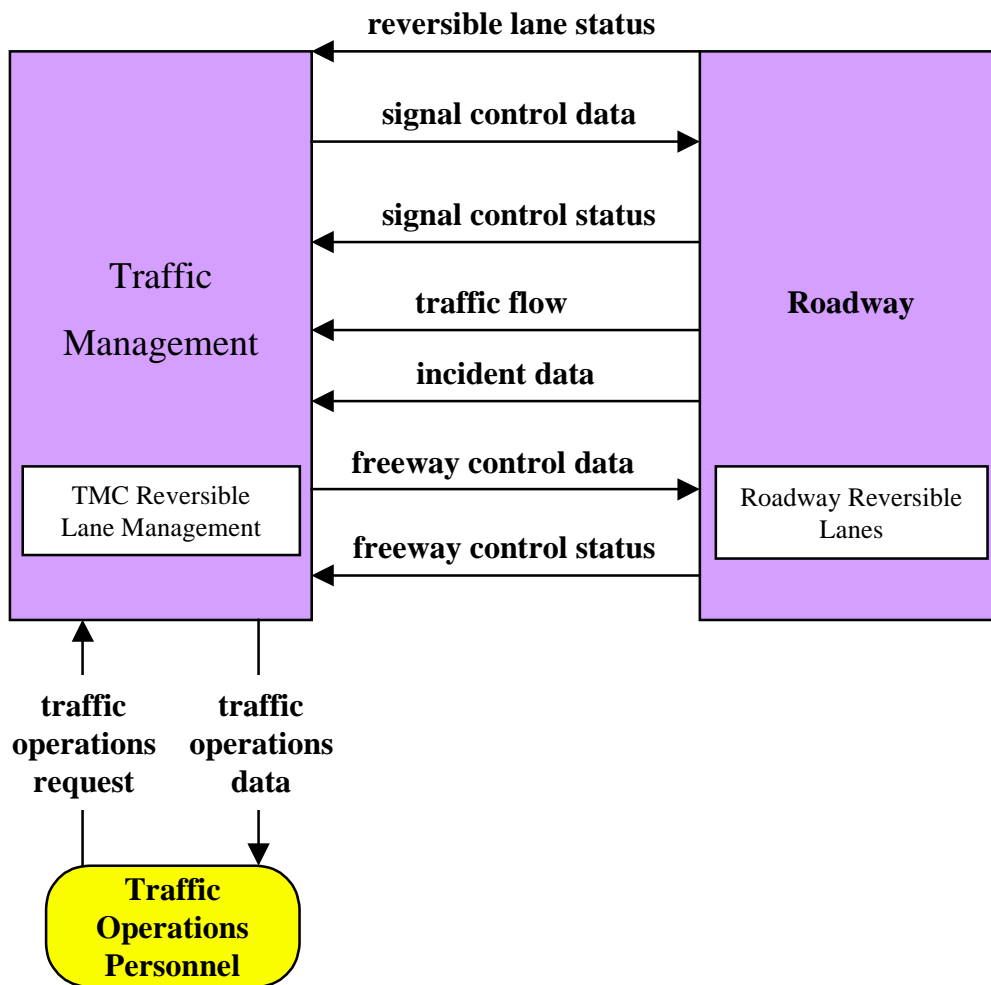 reversible lane status
signal control data
signal control status
Traffic
Management
traffic flow
Roadway
incident data
freeway control data
TMC Reversible
Lane Management
Roadway Reversible
Lanes
freeway control status
traffic
operations
request
traffic
operations
data
Traffic
Operations
Personnel